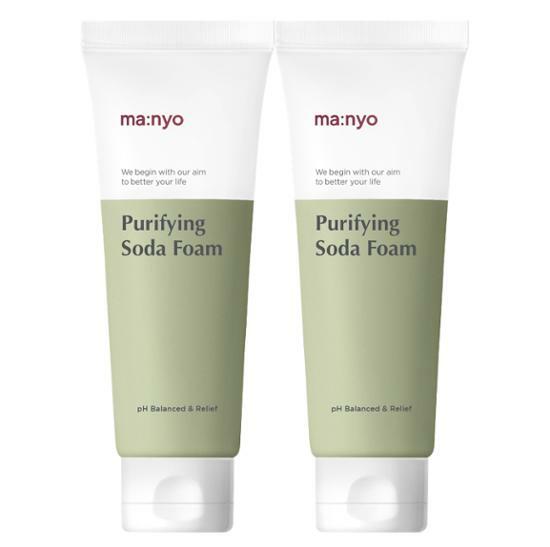 ma:nyo
We begin with our aim
to better your life
Purifying
Soda Foam
pH Balanced & Relief
ma:nyo
We begin with our aim
to better your life
Purifying
Soda Foam
pH Balanced & Relief